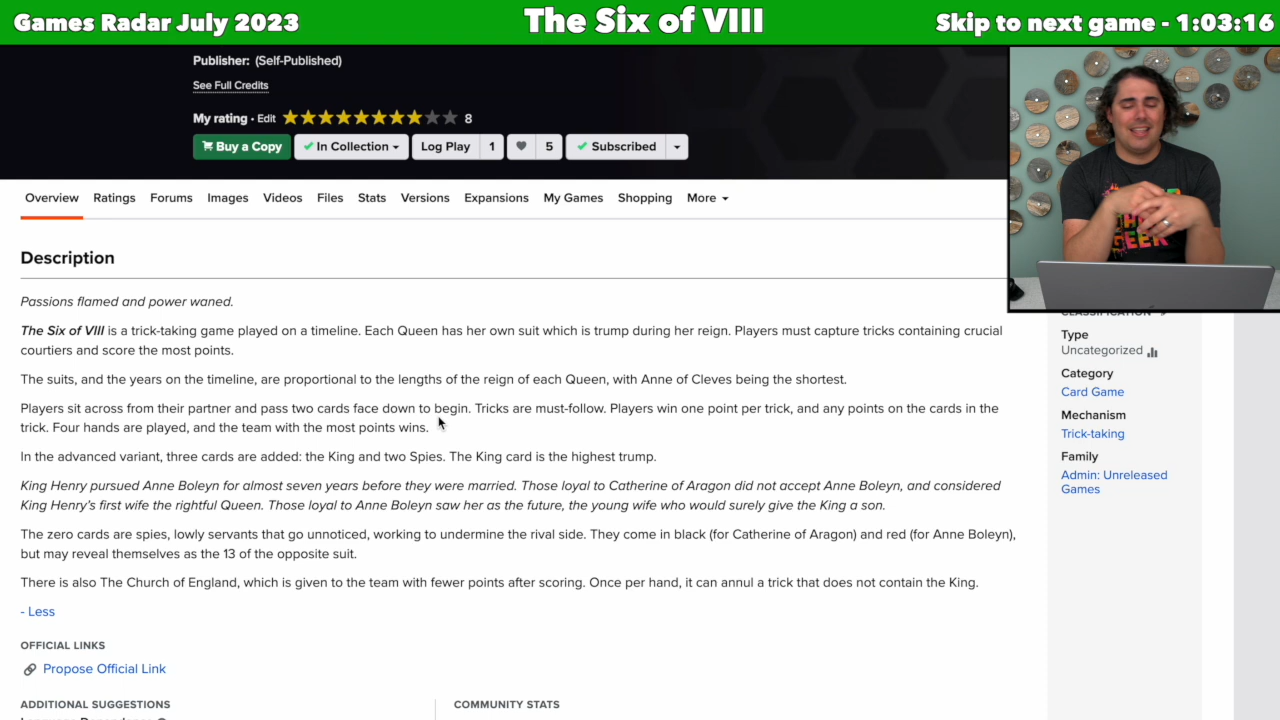 Games Radar July 2023
The Six of VIII
Skip to next game - 1:03:16
Publisher: (Self-Published)
See Full Credits
My rating · Edit 8
Buy a Copy
In Collection
Log Play 1
5
Subscribed
Overview Ratings Forums Images Videos Files Stats Versions Expansions My Games Shopping More
Description
Passions flamed and power waned.
The Six of VIII is a trick-taking game played on a timeline. Each Queen has her own suit which is trump during her reign. Players must capture tricks containing crucial
courtiers and score the most points.
The suits, and the years on the timeline, are proportional to the lengths of the reign of each Queen, with Anne of Cleves being the shortest.
Players sit across from their partner and pass two cards face down to begin. Tricks are must-follow. Players win one point per trick, and any points on the cards in the
trick. Four hands are played, and the team with the most points wins.
In the advanced variant, three cards are added: the King and two Spies. The King card is the highest trump.
King Henry pursued Anne Boleyn for almost seven years before they were married. Those loyal to Catherine of Aragon did not accept Anne Boleyn, and considered
King Henry's first wife the rightful Queen. Those loyal to Anne Boleyn saw her as the future, the young wife who would surely give the King a son.
The zero cards are spies, lowly servants that go unnoticed, working to undermine the rival side. They come in black (for Catherine of Aragon) and red (for Anne Boleyn),
but may reveal themselves as the 13 of the opposite suit.
There is also The Church of England, which is given to the team with fewer points after scoring. Once per hand, it can annul a trick that does not contain the King.
- Less
OFFICIAL LINKS
Propose Official Link
ADDITIONAL SUGGESTIONS
COMMUNITY STATS
CLASSIFICATION
Type
Uncategorized
Category
Card Game
Mechanism
Trick-taking
Family
Admin: Unreleased
Games
GEEK